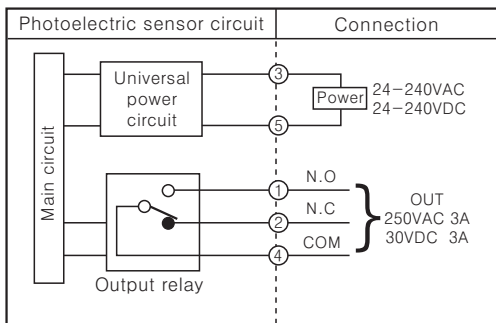 Photoelectric sensor circuit
Connection
Main circuit
Universal
power
circuit
3
5
Power
24-240VAC
24-240VDC
1
N.O
2
N.C
4
COM
OUT
250VAC 3A
30VDC 3A
Output relay